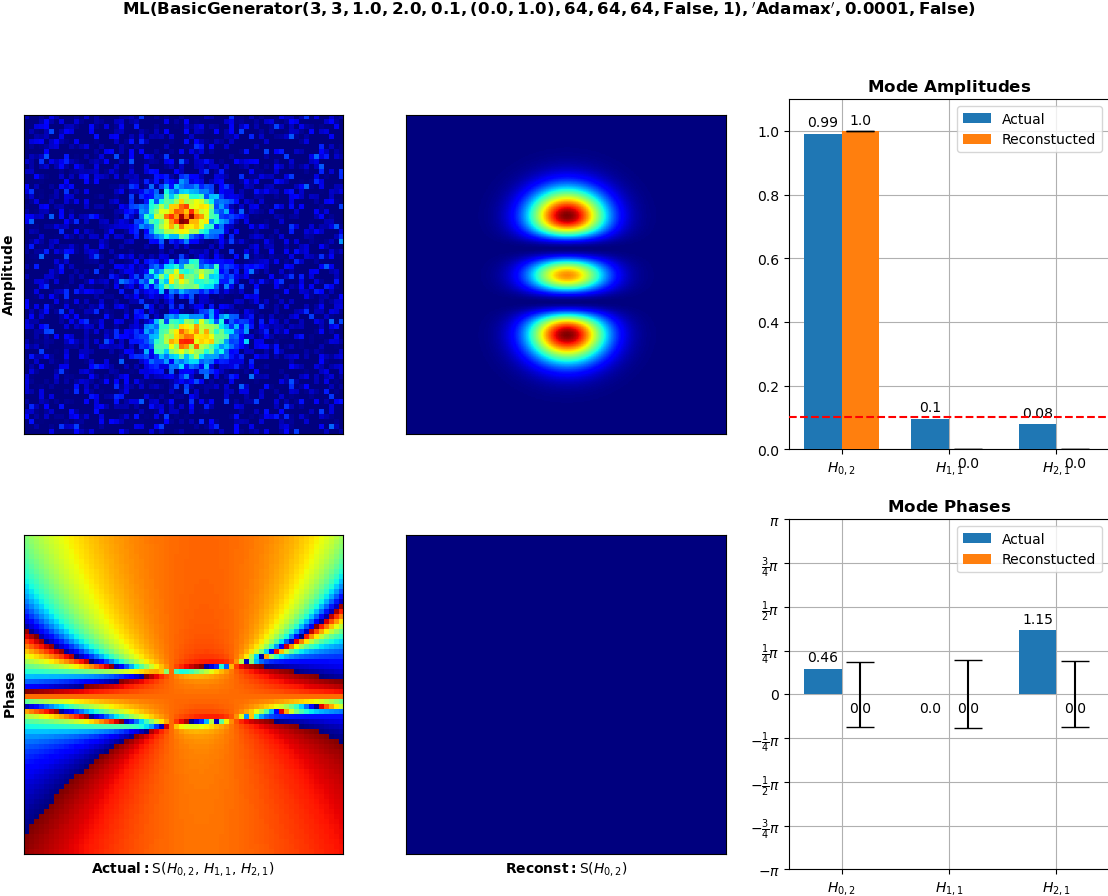 ML(BasicGenerator(3, 3, 1.0, 2.0, 0.1, (0.0, 1.0), 64, 64, 64, False, 1), 'Adamax', 0.0001, False)
Amplitude
Mode Amplitudes
Actual
Reconstucted
0.99
1.0
0.1
0.0
0.08
0.0
1.0
0.8
0.6
0.4
0.2
0.0
H0,2
H1,1
H2,1
Phase
Actual: S(H0,2, H1,1, H2,1)
Reconst: S(H0,2)
Mode Phases
Actual
Reconstucted
π
3/4π
1/2π
1/4π
0
−1/4π
−1/2π
−3/4π
−π
0.46
0.0
0.0
0.0
1.15
0.0
H0,2
H1,1
H2,1